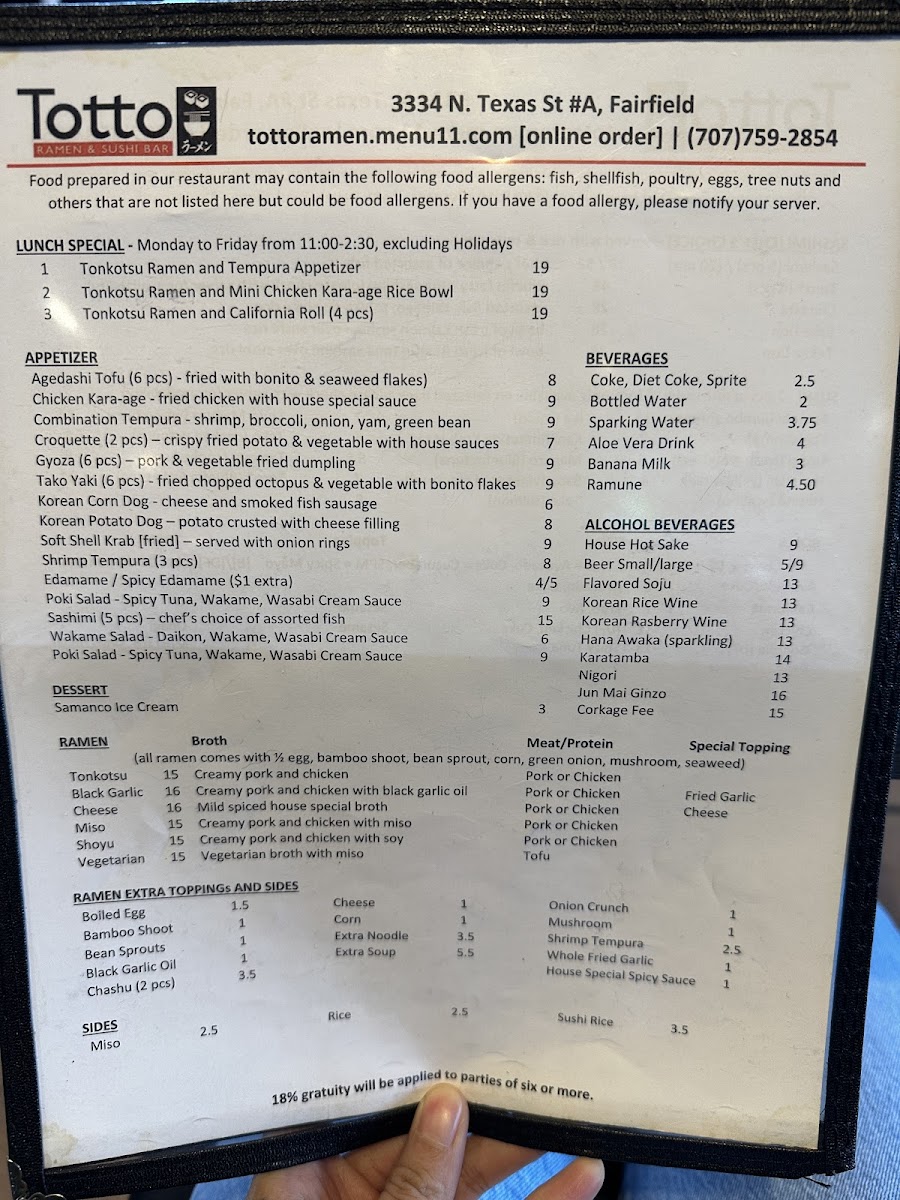 Totto
RAMEN & SUSHI BAR
ラーメン
3334 N. Texas St #A, Fairfield
tottoramen.menu11.com [online order] | (707)759-2854
Food prepared in our restaurant may contain the following food allergens: fish, shellfish, poultry, eggs, tree nuts and
others that are not listed here but could be food allergens. If you have a food allergy, please notify your server.
LUNCH SPECIAL - Monday to Friday from 11:00-2:30, excluding Holidays
1 Tonkotsu Ramen and Tempura Appetizer 19
2 Tonkotsu Ramen and Mini Chicken Kara-age Rice Bowl 19
3 Tonkotsu Ramen and California Roll (4 pcs) 19
APPETIZER
Agedashi Tofu (6 pcs) - fried with bonito & seaweed flakes) 8
Chicken Kara-age - fried chicken with house special sauce 9
Combination Tempura - shrimp, broccoli, onion, yam, green bean 9
Croquette (2 pcs) – crispy fried potato & vegetable with house sauces 7
Gyoza (6 pcs) – pork & vegetable fried dumpling 9
Tako Yaki (6 pcs) - fried chopped octopus & vegetable with bonito flakes 9
Korean Corn Dog - cheese and smoked fish sausage 6
Korean Potato Dog – potato crusted with cheese filling 8
Soft Shell Krab [fried] – served with onion rings 9
Shrimp Tempura (3 pcs) 8
Edamame / Spicy Edamame ($1 extra) 4/5
Poki Salad - Spicy Tuna, Wakame, Wasabi Cream Sauce 9
Sashimi (5 pcs) – chef's choice of assorted fish 15
Wakame Salad - Daikon, Wakame, Wasabi Cream Sauce 6
Poki Salad - Spicy Tuna, Wakame, Wasabi Cream Sauce 9
BEVERAGES
Coke, Diet Coke, Sprite 2.5
Bottled Water 2
Sparking Water 3.75
Aloe Vera Drink 4
Banana Milk 3
Ramune 4.50
ALCOHOL BEVERAGES
House Hot Sake 9
Beer Small/large 5/9
Flavored Soju 13
Korean Rice Wine 13
Korean Rasberry Wine 13
Hana Awaka (sparkling) 13
Karatamba 14
Nigori 13
Jun Mai Ginzo 16
Corkage Fee 15
DESSERT
Samanco Ice Cream 3
RAMEN Broth Meat/Protein Special Topping
(all ramen comes with ½ egg, bamboo shoot, bean sprout, corn, green onion, mushroom, seaweed)
Tonkotsu 15 Creamy pork and chicken Pork or Chicken
Black Garlic 16 Creamy pork and chicken with black garlic oil Pork or Chicken Fried Garlic
Cheese 16 Mild spiced house special broth Pork or Chicken Cheese
Miso 15 Creamy pork and chicken with miso Pork or Chicken
Shoyu 15 Creamy pork and chicken with soy Pork or Chicken
Vegetarian 15 Vegetarian broth with miso Tofu
RAMEN EXTRA TOPPINGs AND SIDES
Boiled Egg 1.5 Cheese 1 Onion Crunch 1
Bamboo Shoot 1 Corn 1 Mushroom 1
Bean Sprouts 1 Extra Noodle 3.5 Shrimp Tempura 2.5
Black Garlic Oil 1 Extra Soup 5.5 Whole Fried Garlic 1
Chashu (2 pcs) 3.5 House Special Spicy Sauce 1
SIDES
Miso 2.5 Rice 2.5 Sushi Rice 3.5
18% gratuity will be applied to parties of six or more.